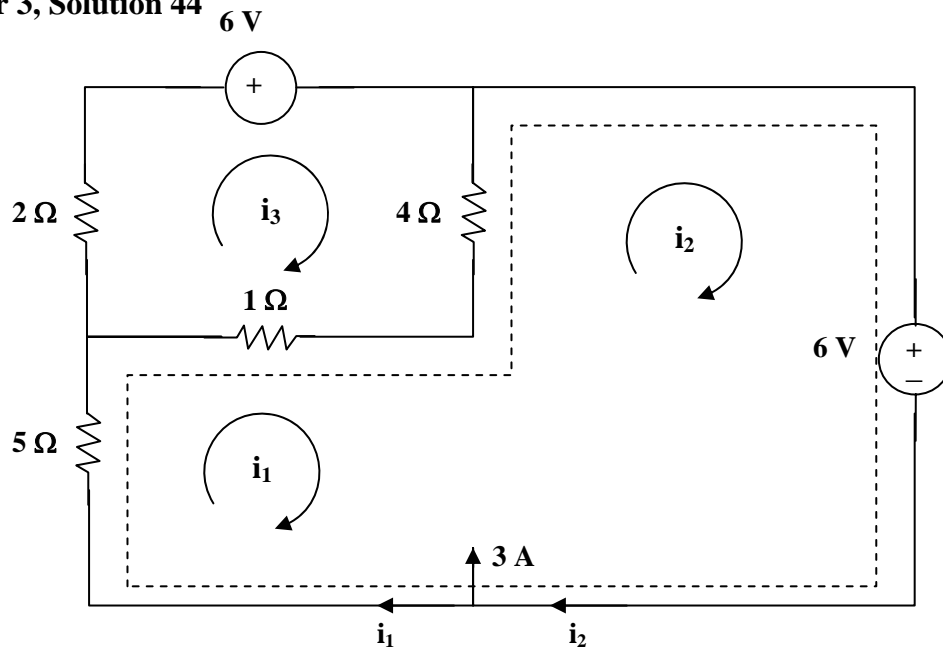 r 3, Solution 44
6 V
+
2 Ω
i3
4 Ω
i2
1 Ω
6 V
+
–
5 Ω
i1
3 A
i1
i2